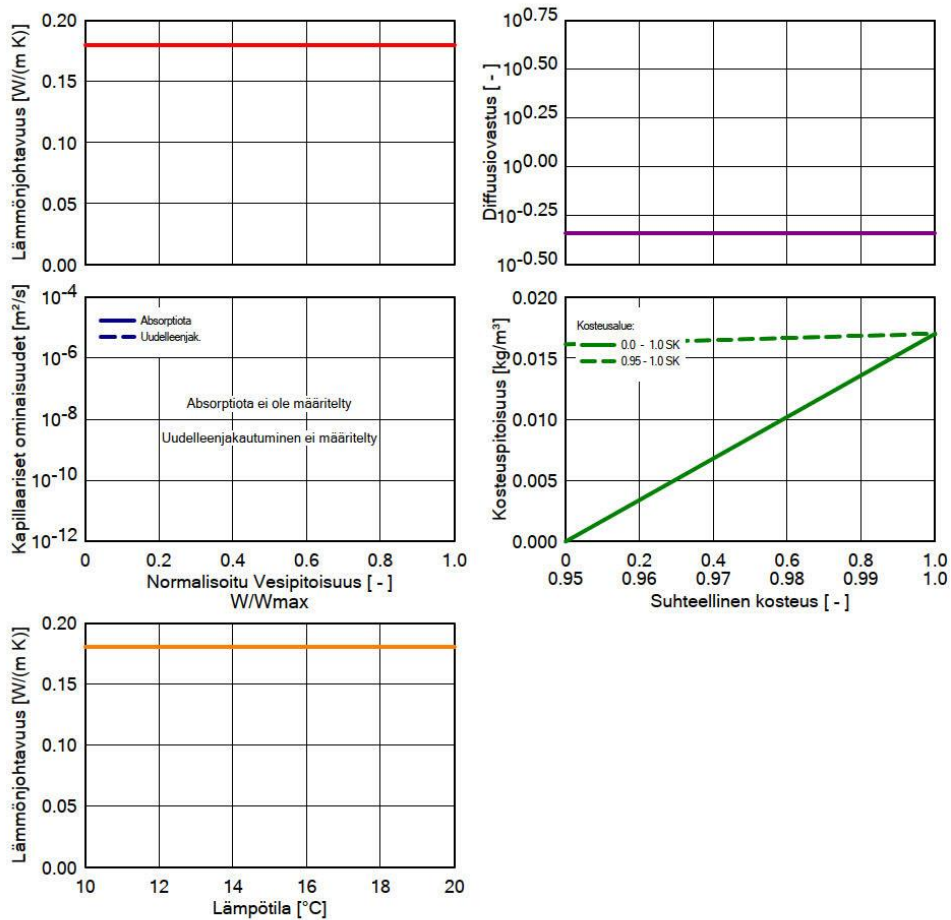 Lämmönjohtavuus [W/(m K)]
0.20
0.15
0.10
0.05
0.00
Diffuusiovastus [ - ]
10^0.75
10^0.50
10^0.25
10^0.00
10^-0.25
10^-0.50
Kapillaariset ominaisuudet [m²/s]
10^-4
10^-6
10^-8
10^-10
10^-12
Absorptiota
Uudelleenjak.
Absorptiota ei ole määritelty
Uudelleenjakautuminen ei määritelty
0 0.2 0.4 0.6 0.8 1.0
Normalisoitu Vesipitoisuus [ - ]
W/Wmax
Kosteuspitoisuus [kg/m³]
0.020
0.015
0.010
0.005
0.000
Kosteusalue:
0.0 - 1.0 SK
0.95 - 1.0 SK
0 0.2 0.4 0.6 0.8 1.0
0.95 0.96 0.97 0.98 0.99 1.0
Suhteellinen kosteus [ - ]
Lämmönjohtavuus [W/(m K)]
0.20
0.15
0.10
0.05
0.00
10 12 14 16 18 20
Lämpötila [°C]